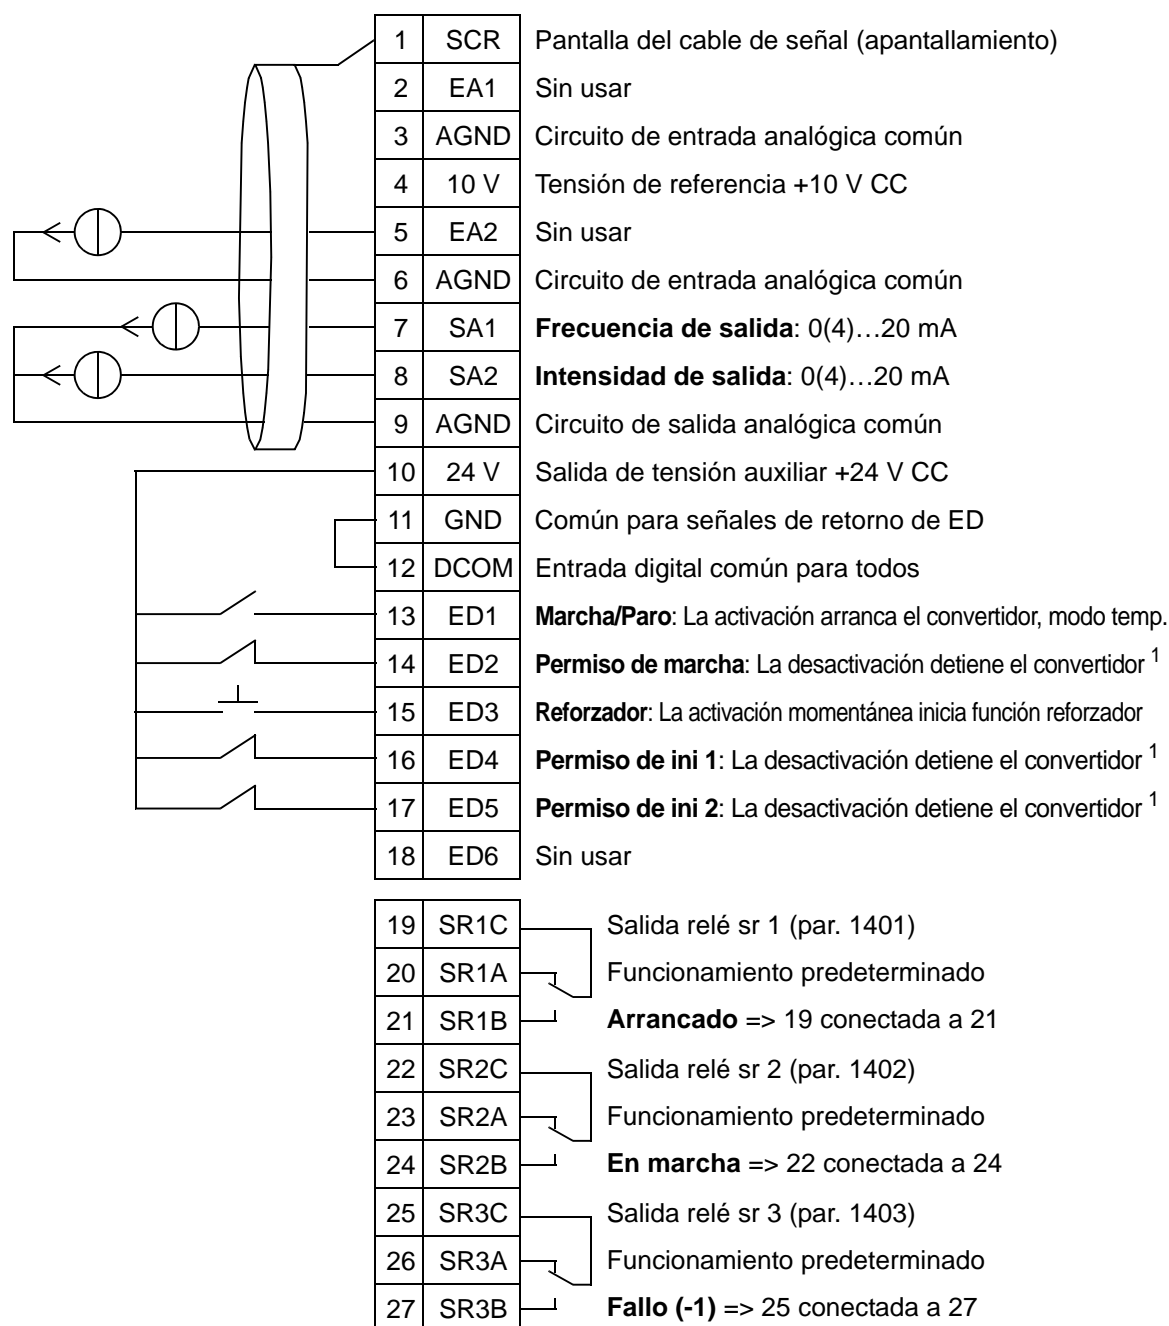 1 SCR Pantalla del cable de señal (apantallamiento)
2 EA1 Sin usar
3 AGND Circuito de entrada analógica común
4 10 V Tensión de referencia +10 V CC
5 EA2 Sin usar
6 AGND Circuito de entrada analógica común
7 SA1 Frecuencia de salida: 0(4)…20 mA
8 SA2 Intensidad de salida: 0(4)…20 mA
9 AGND Circuito de salida analógica común
10 24 V Salida de tensión auxiliar +24 V CC
11 GND Común para señales de retorno de ED
12 DCOM Entrada digital común para todos
13 ED1 Marcha/Paro: La activación arranca el convertidor, modo temp.
14 ED2 Permiso de marcha: La desactivación detiene el convertidor 1
15 ED3 Reforzador: La activación momentánea inicia función reforzador
16 ED4 Permiso de ini 1: La desactivación detiene el convertidor 1
17 ED5 Permiso de ini 2: La desactivación detiene el convertidor 1
18 ED6 Sin usar
19 SR1C Salida relé sr 1 (par. 1401)
20 SR1A Funcionamiento predeterminado
21 SR1B Arrancado => 19 conectada a 21
22 SR2C Salida relé sr 2 (par. 1402)
23 SR2A Funcionamiento predeterminado
24 SR2B En marcha => 22 conectada a 24
25 SR3C Salida relé sr 3 (par. 1403)
26 SR3A Funcionamiento predeterminado
27 SR3B Fallo (-1) => 25 conectada a 27